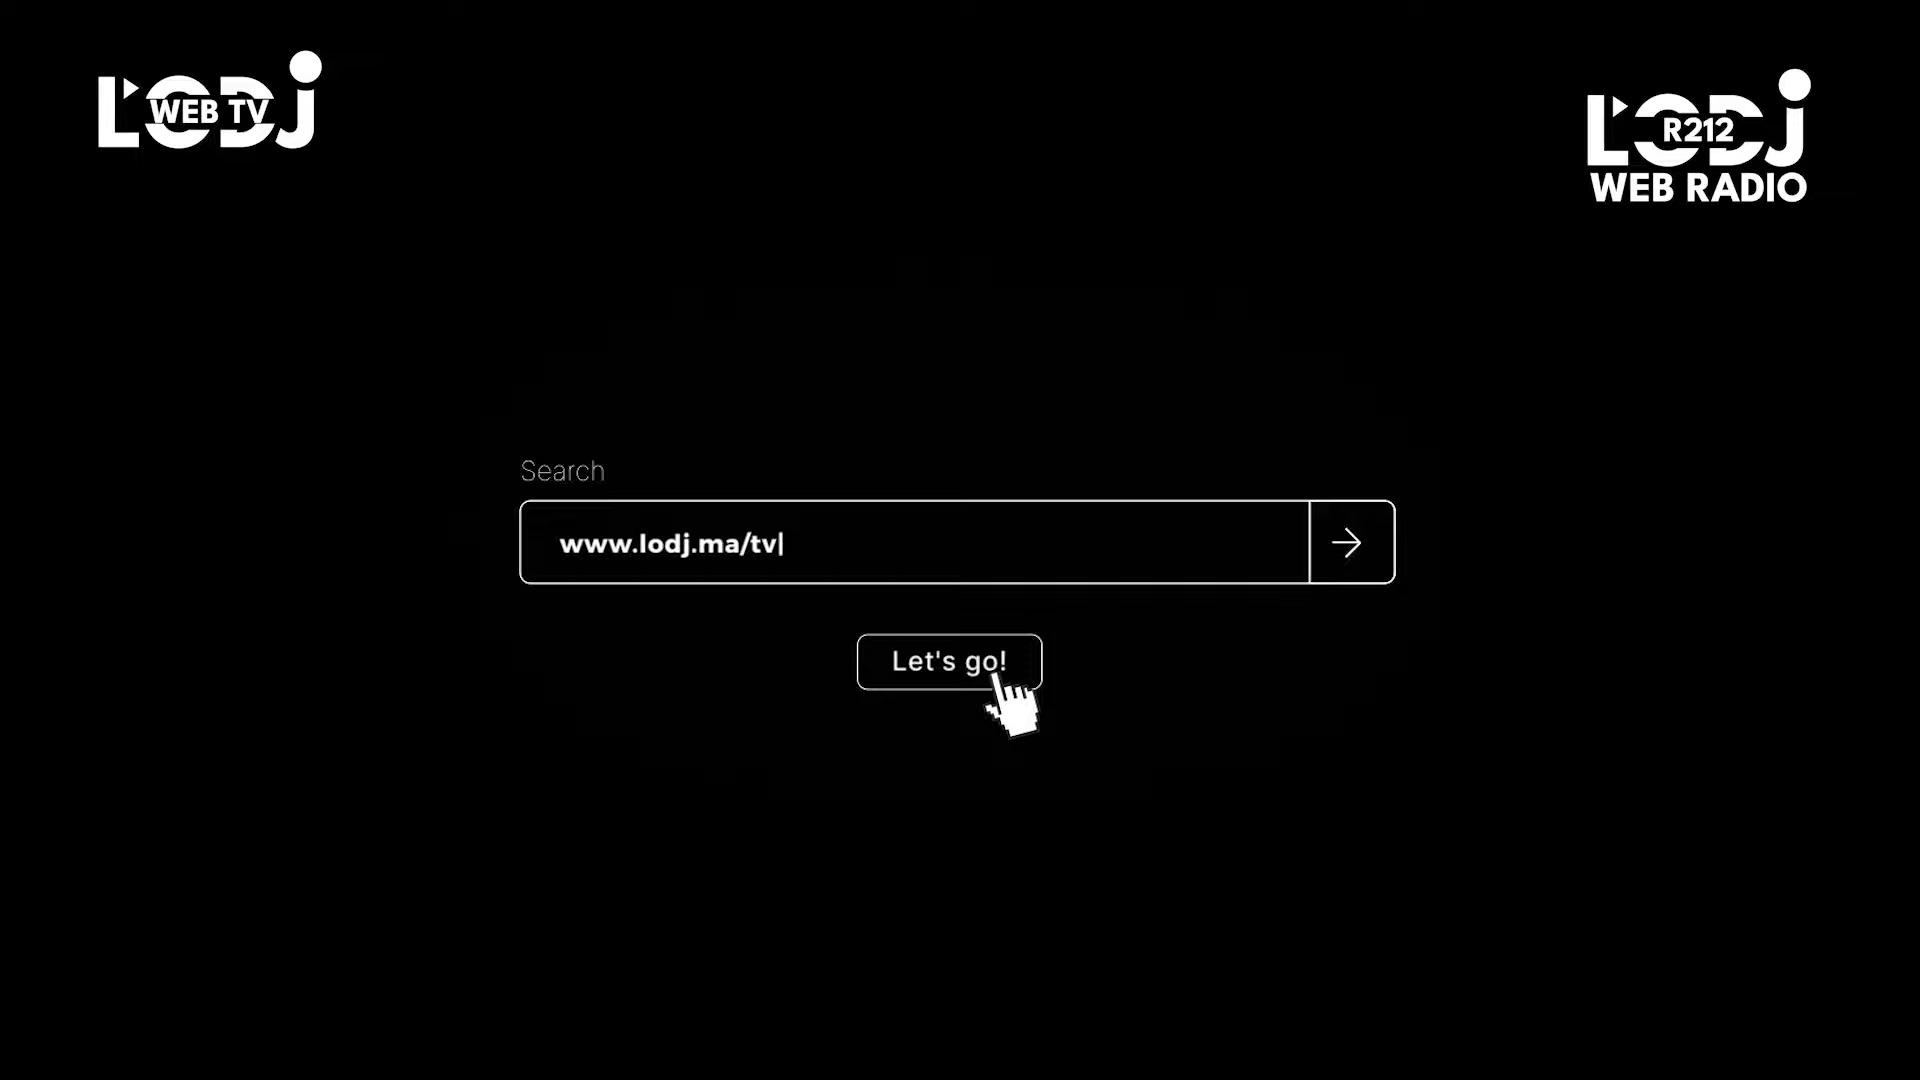 L'ODJ
WEB TV
L'ODJ
R212
WEB RADIO
Search
www.lodj.ma/tv
Let's go!